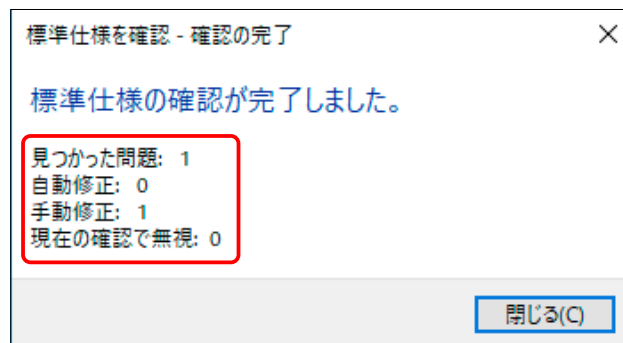 標準仕様を確認 - 確認の完了
標準仕様の確認が完了しました。
見つかった問題: 1
自動修正: 0
手動修正: 1
現在の確認で無視: 0
閉じる(C)